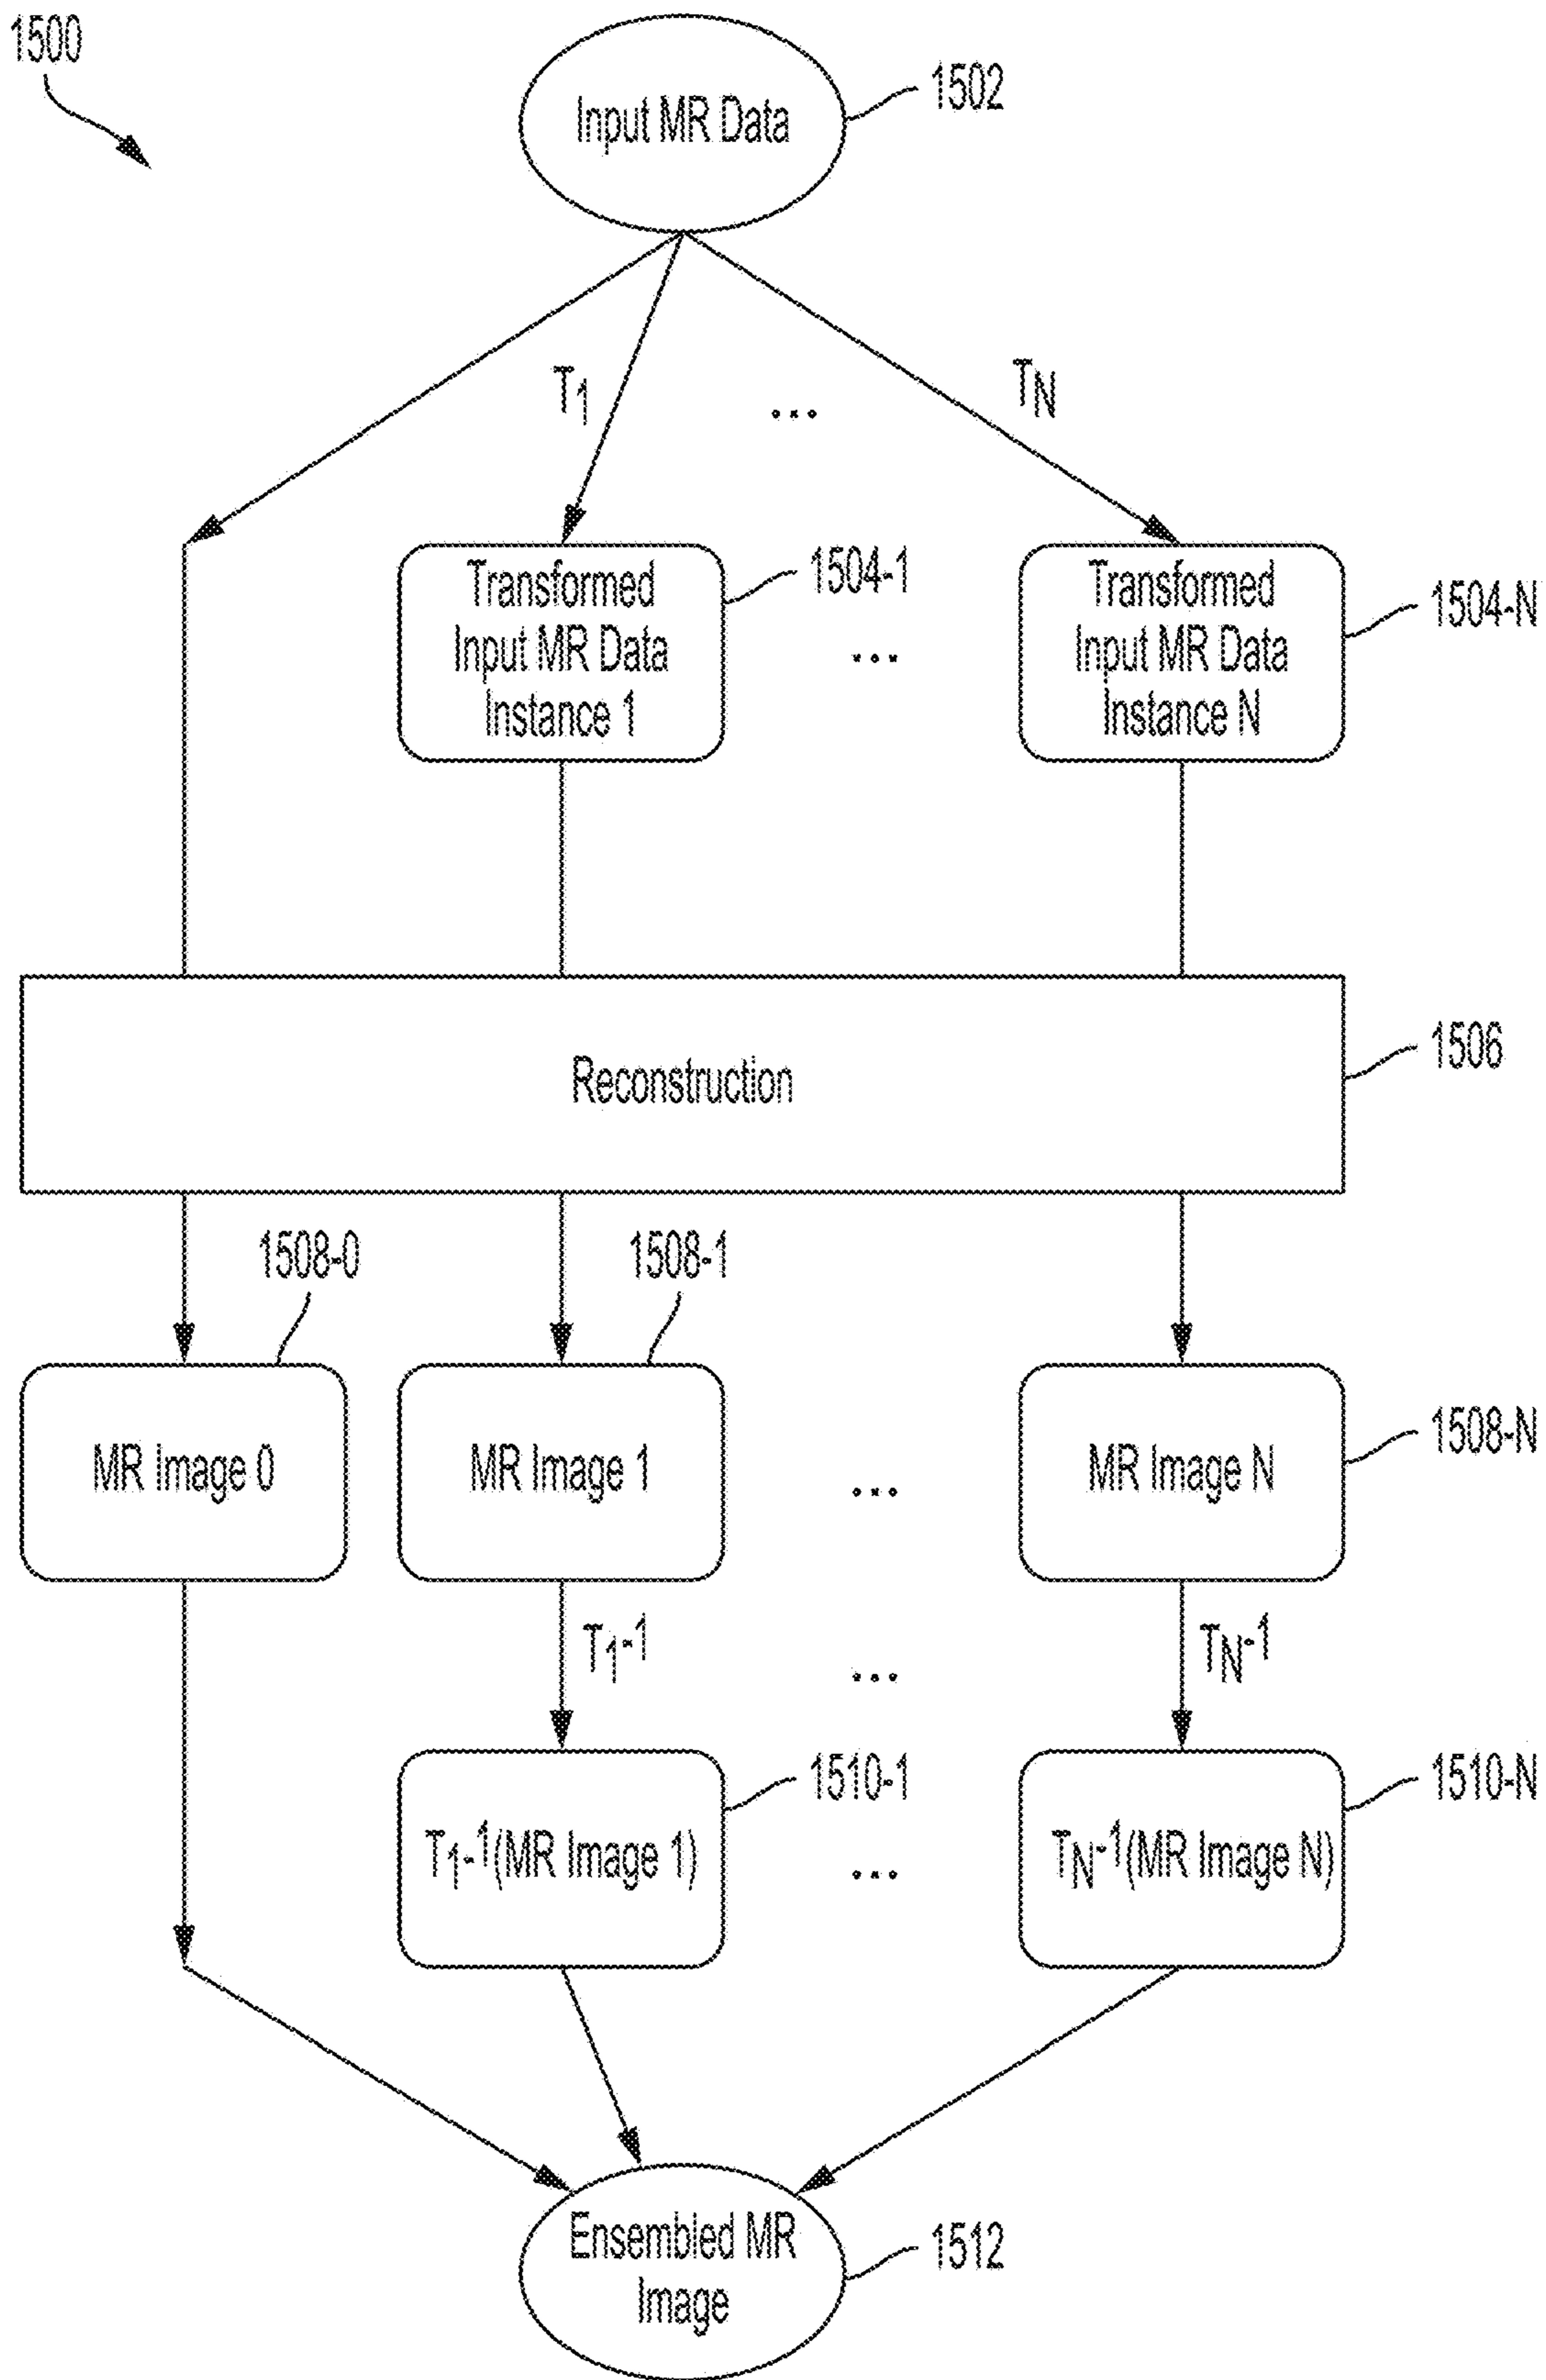 1500
Input MR Data
1502
T1
...
TN
Transformed
Input MR Data
Instance 1
1504-1
...
Transformed
Input MR Data
Instance N
1504-N
Reconstruction
1506
1508-0
1508-1
MR Image 0
MR Image 1
...
MR Image N
1508-N
T1-1
...
TN-1
1510-1
1510-N
T1-1(MR Image 1)
...
TN-1(MR Image N)
Ensembled MR
Image
1512